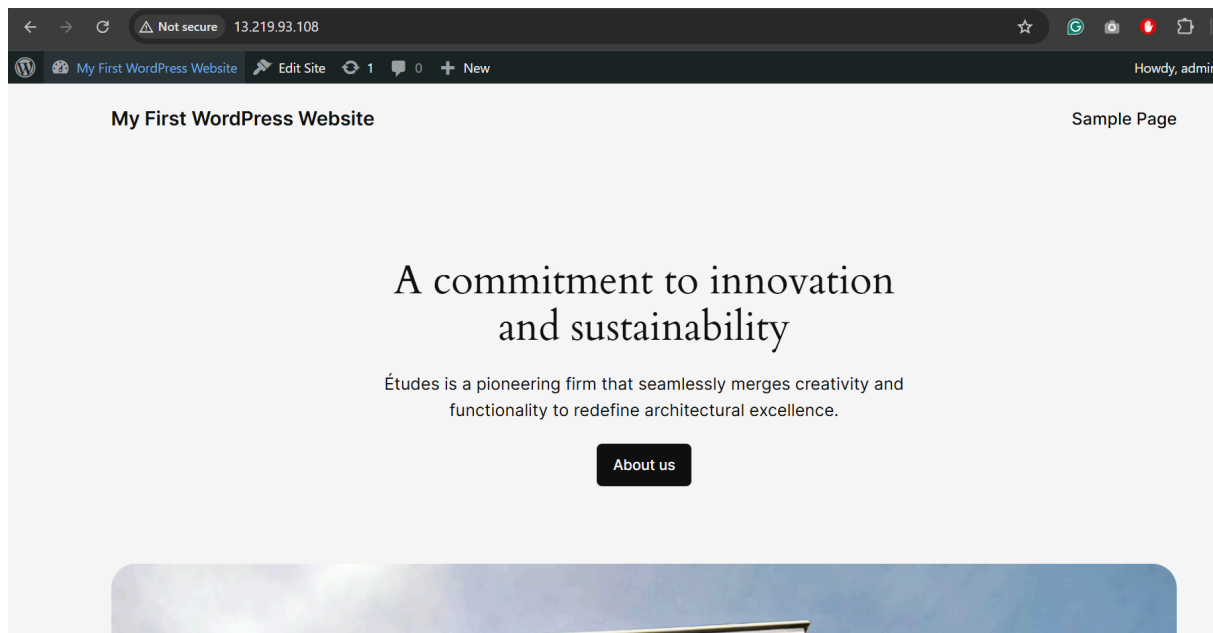 Not secure 13.219.93.108
My First WordPress Website Edit Site 1 0 New Howdy, admin
My First WordPress Website Sample Page
A commitment to innovation
and sustainability
Études is a pioneering firm that seamlessly merges creativity and
functionality to redefine architectural excellence.
About us